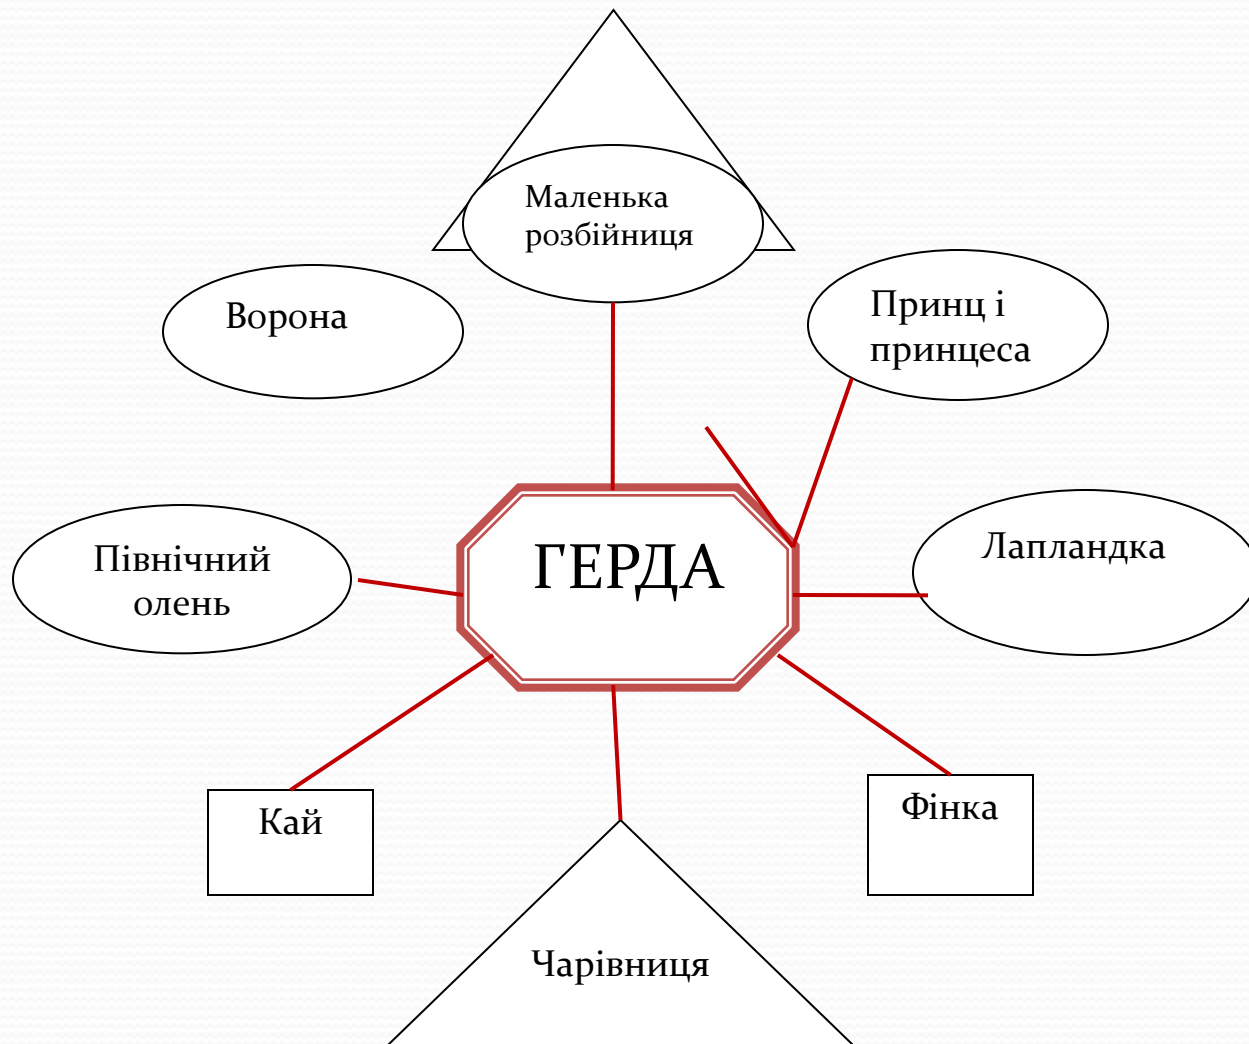 Маленька
розбійниця
Ворона
Принц і
принцеса
Північний
олень
ГЕРДА
Лапландка
Кай
Фінка
Чарівниця